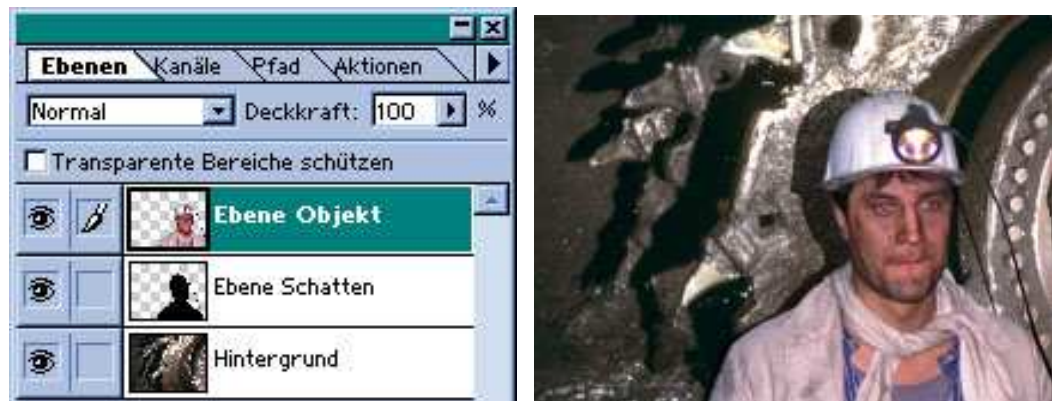 Ebenen Kanäle Pfad Aktionen
Normal Deckkraft: 100 %
Transparente Bereiche schützen
Ebene Objekt
Ebene Schatten
Hintergrund